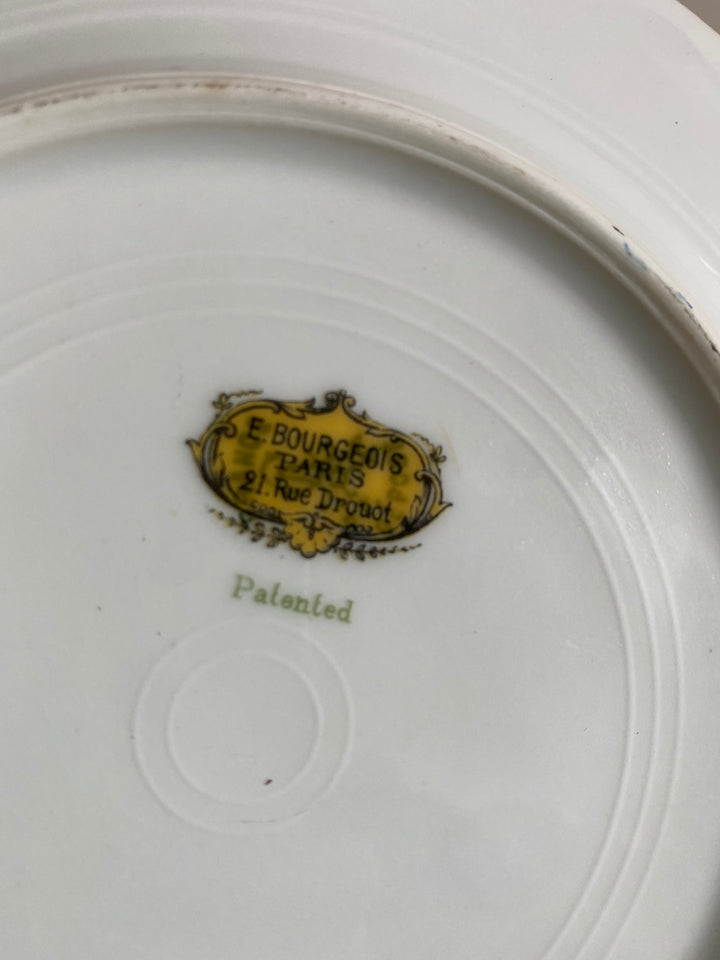 E. BOURGEOIS
PARIS
21. Rue Drouot
Patented